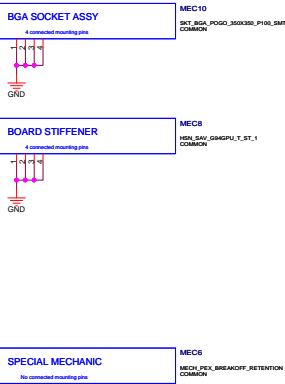 MEC10
BGA SOCKET ASSY
SKT_BGA_POGO_350X350_P100_SMT
COMMON
4 connected mounting pins
1 2 3 4
GND
MEC8
BOARD STIFFENER
HSN_SAV_G94GPU_T_ST_1
COMMON
4 connected mounting pins
1 2 3 4
GND
MEC6
SPECIAL MECHANIC
MECH_PEX_BREAKOFF_RETENTION
COMMON
No connected mounting pins